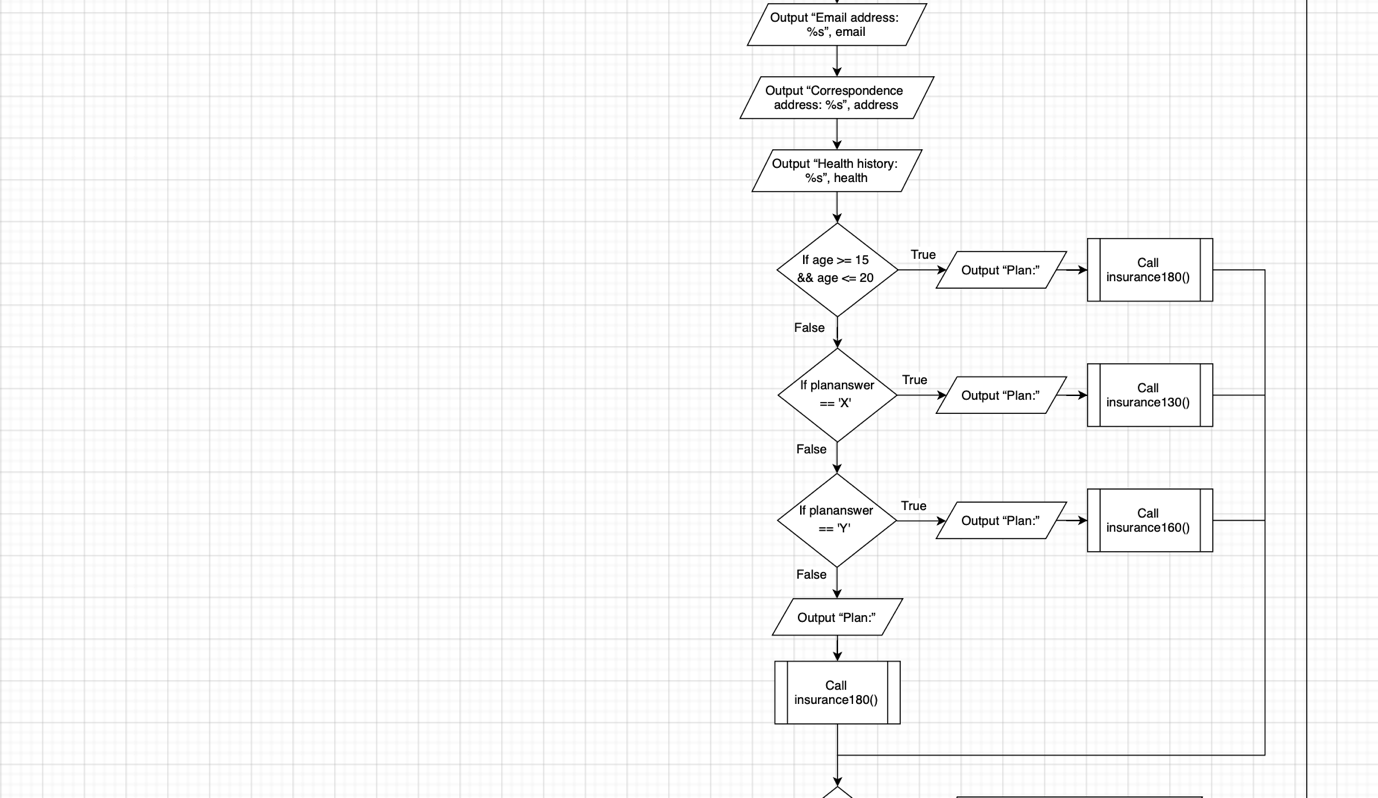 Output “Email address:
%s”, email
Output “Correspondence
address: %s”, address
Output “Health history:
%s”, health
If age >= 15
&& age <= 20
True
Output “Plan:”
Call
insurance180()
False
If plananswer
== 'X'
True
Output “Plan:”
Call
insurance130()
False
If plananswer
== 'Y'
True
Output “Plan:”
Call
insurance160()
False
Output “Plan:”
Call
insurance180()